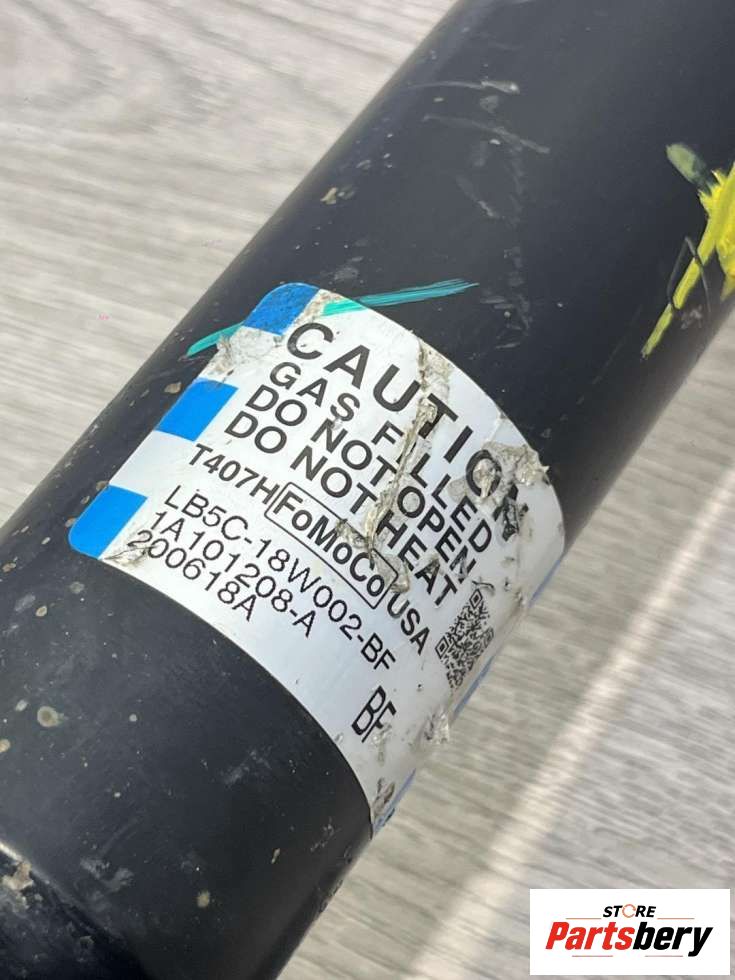 CAUTION
GAS FILLED
DO NOT OPEN
DO NOT HEAT
T407H FoMoCo USA
LB5C-18W002-BF
1A101208-A
200618A
BF
STORE
Partsbery